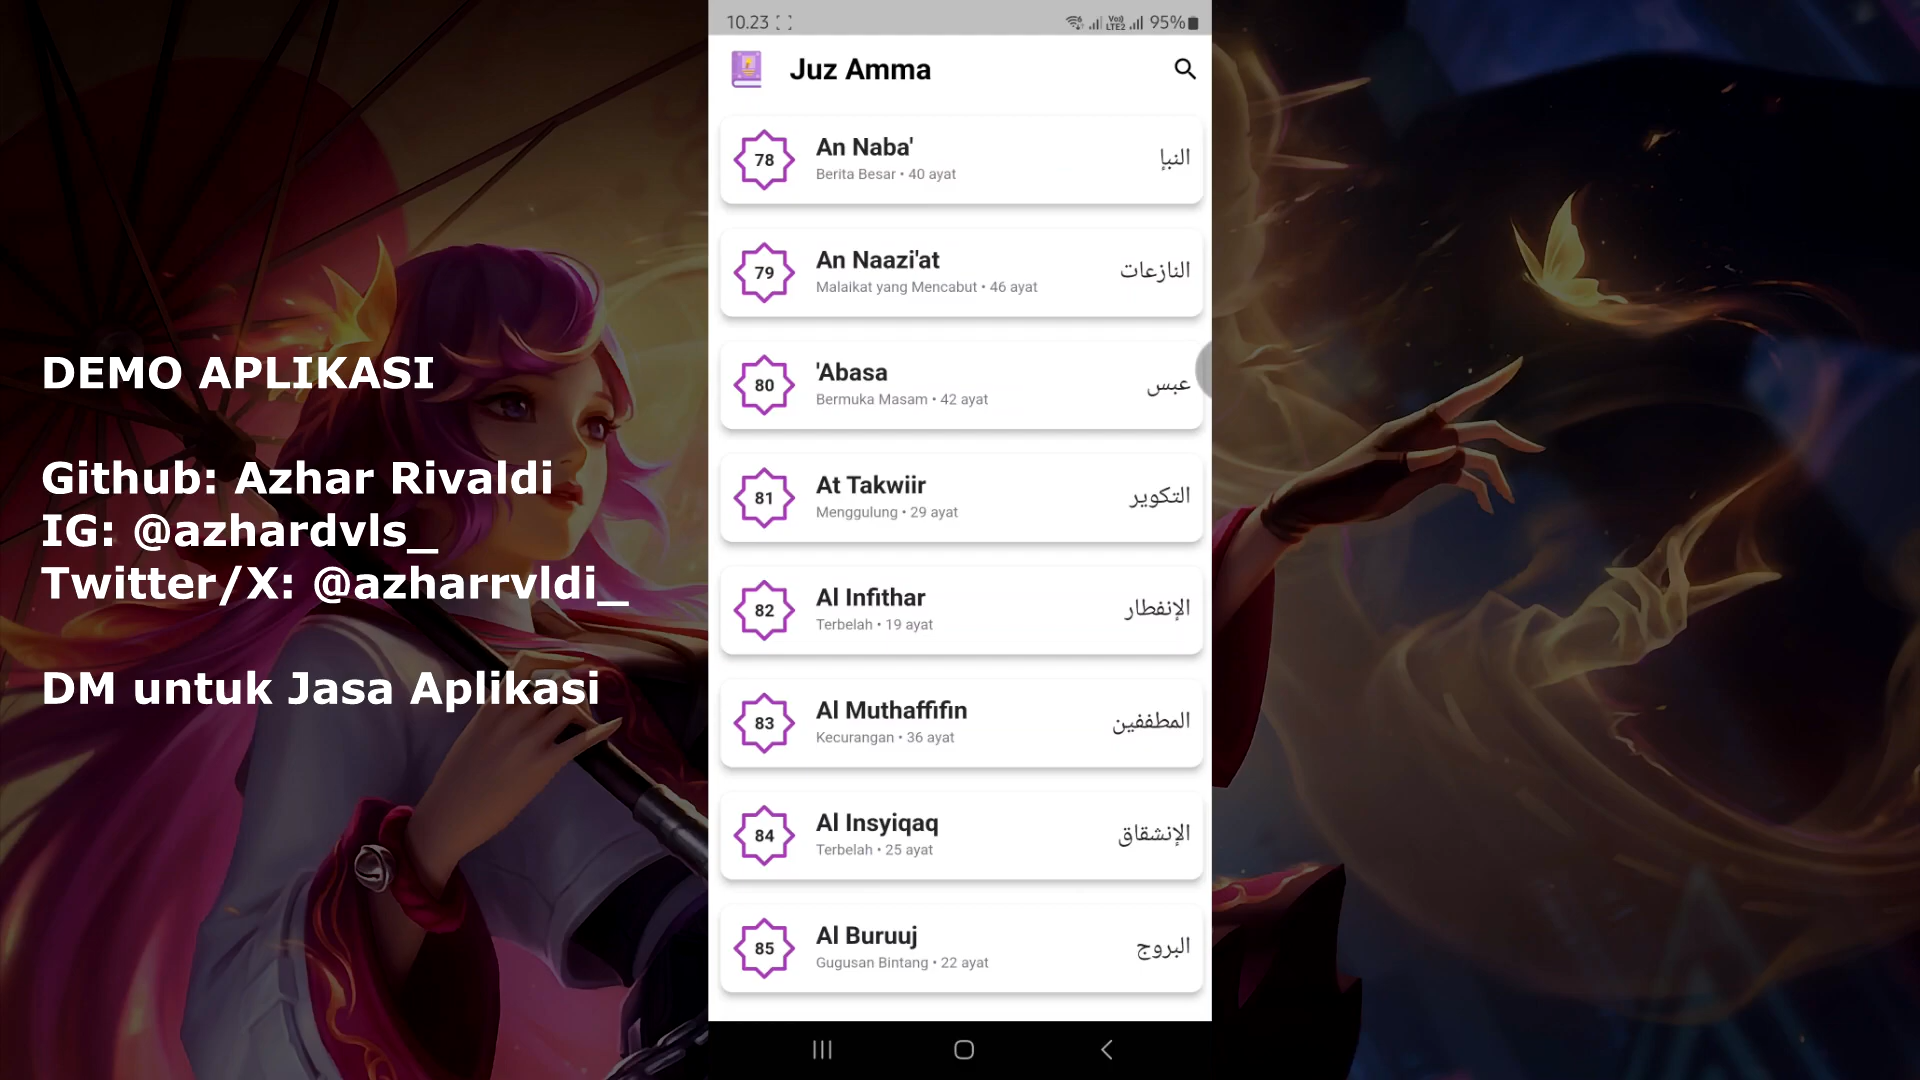 DEMO APLIKASI
Github: Azhar Rivaldi
IG: @azhardvls_
Twitter/X: @azharrvldi_
DM untuk Jasa Aplikasi
10.23 95%
Vo)) LTE2
Juz Amma
78 An Naba' النبإ
Berita Besar • 40 ayat
79 An Naazi'at النازعات
Malaikat yang Mencabut • 46 ayat
80 'Abasa عبس
Bermuka Masam • 42 ayat
81 At Takwiir التكوير
Menggulung • 29 ayat
82 Al Infithar الإنفطار
Terbelah • 19 ayat
83 Al Muthaffifin المطففين
Kecurangan • 36 ayat
84 Al Insyiqaq الإنشقاق
Terbelah • 25 ayat
85 Al Buruuj البروج
Gugusan Bintang • 22 ayat